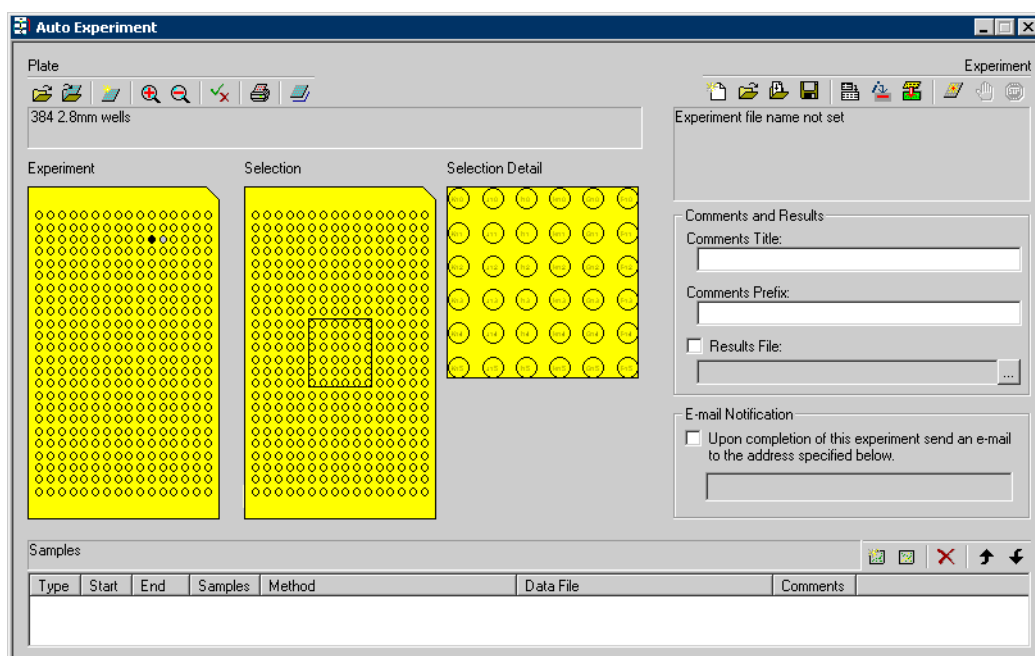 Auto Experiment
Plate
Experiment
384 2.8mm wells
Experiment file name not set
Experiment
Selection
Selection Detail
Comments and Results
Comments Title:
Comments Prefix:
Results File:
...
E-mail Notification
Upon completion of this experiment send an e-mail
to the address specified below.
Samples
Type Start End Samples Method Data File Comments